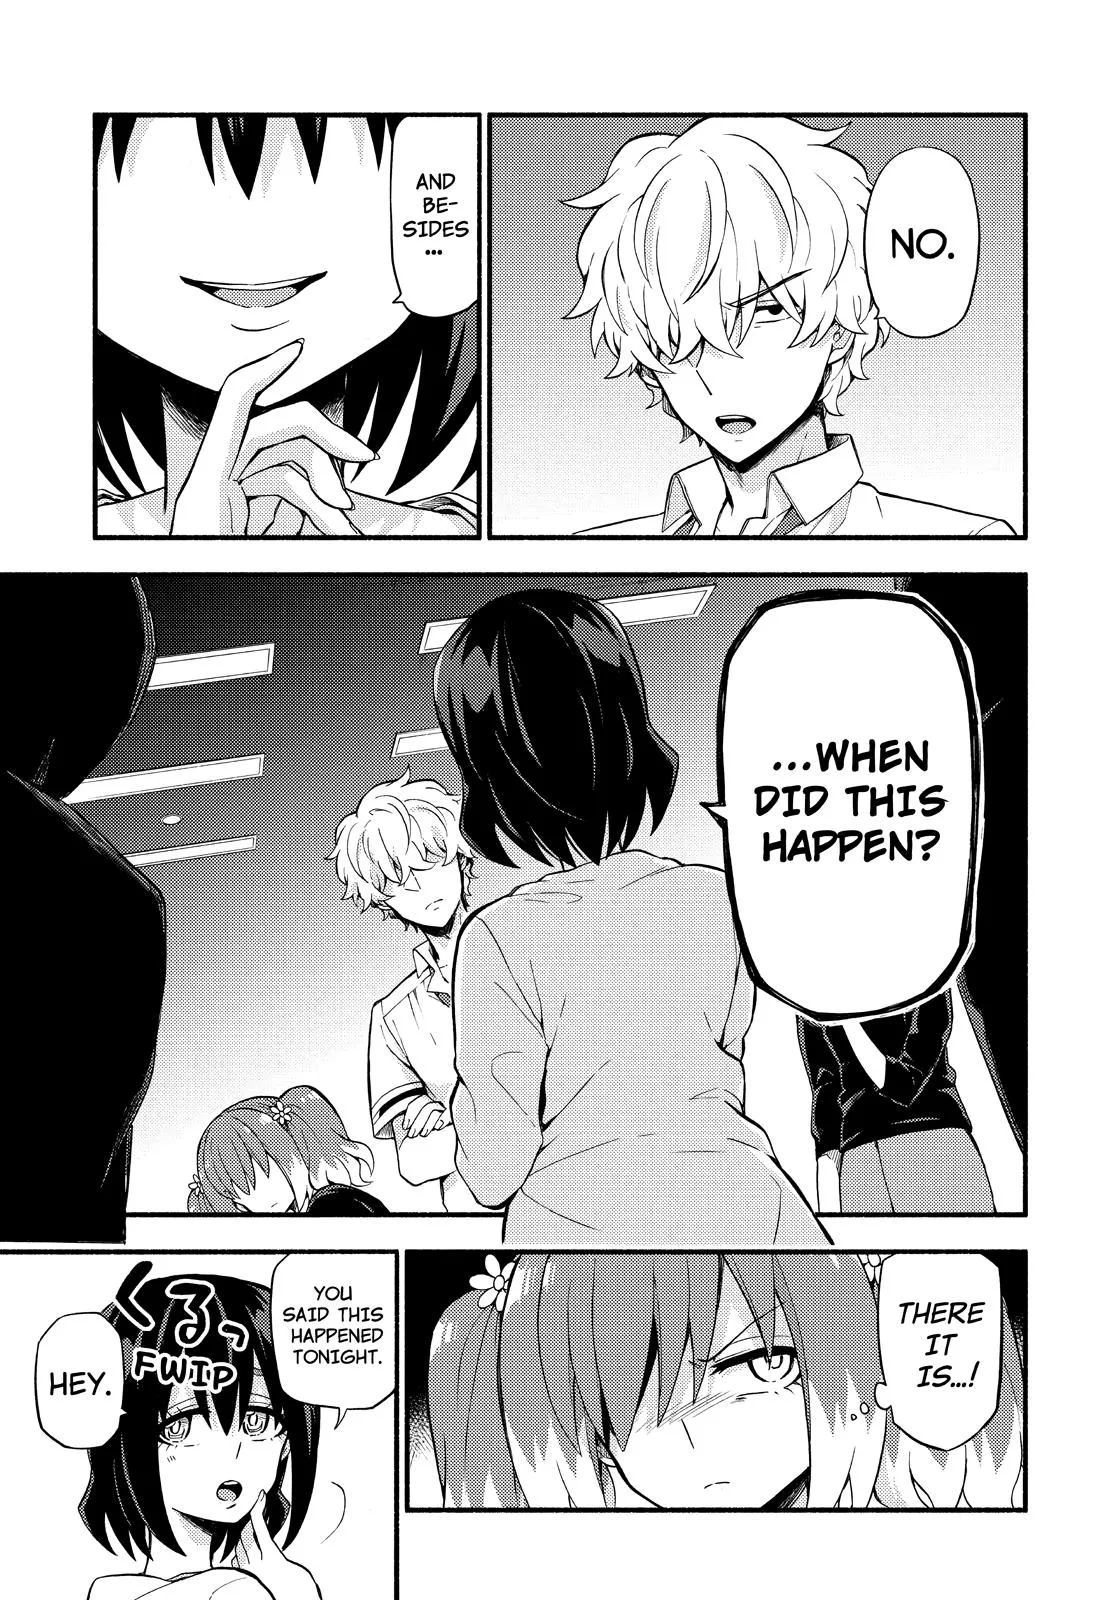 NO.
AND
BE-
SIDES
...
...WHEN
DID THIS
HAPPEN?
THERE
IT
IS...!
YOU
SAID THIS
HAPPENED
TONIGHT.
くるっ
FWIP
HEY.